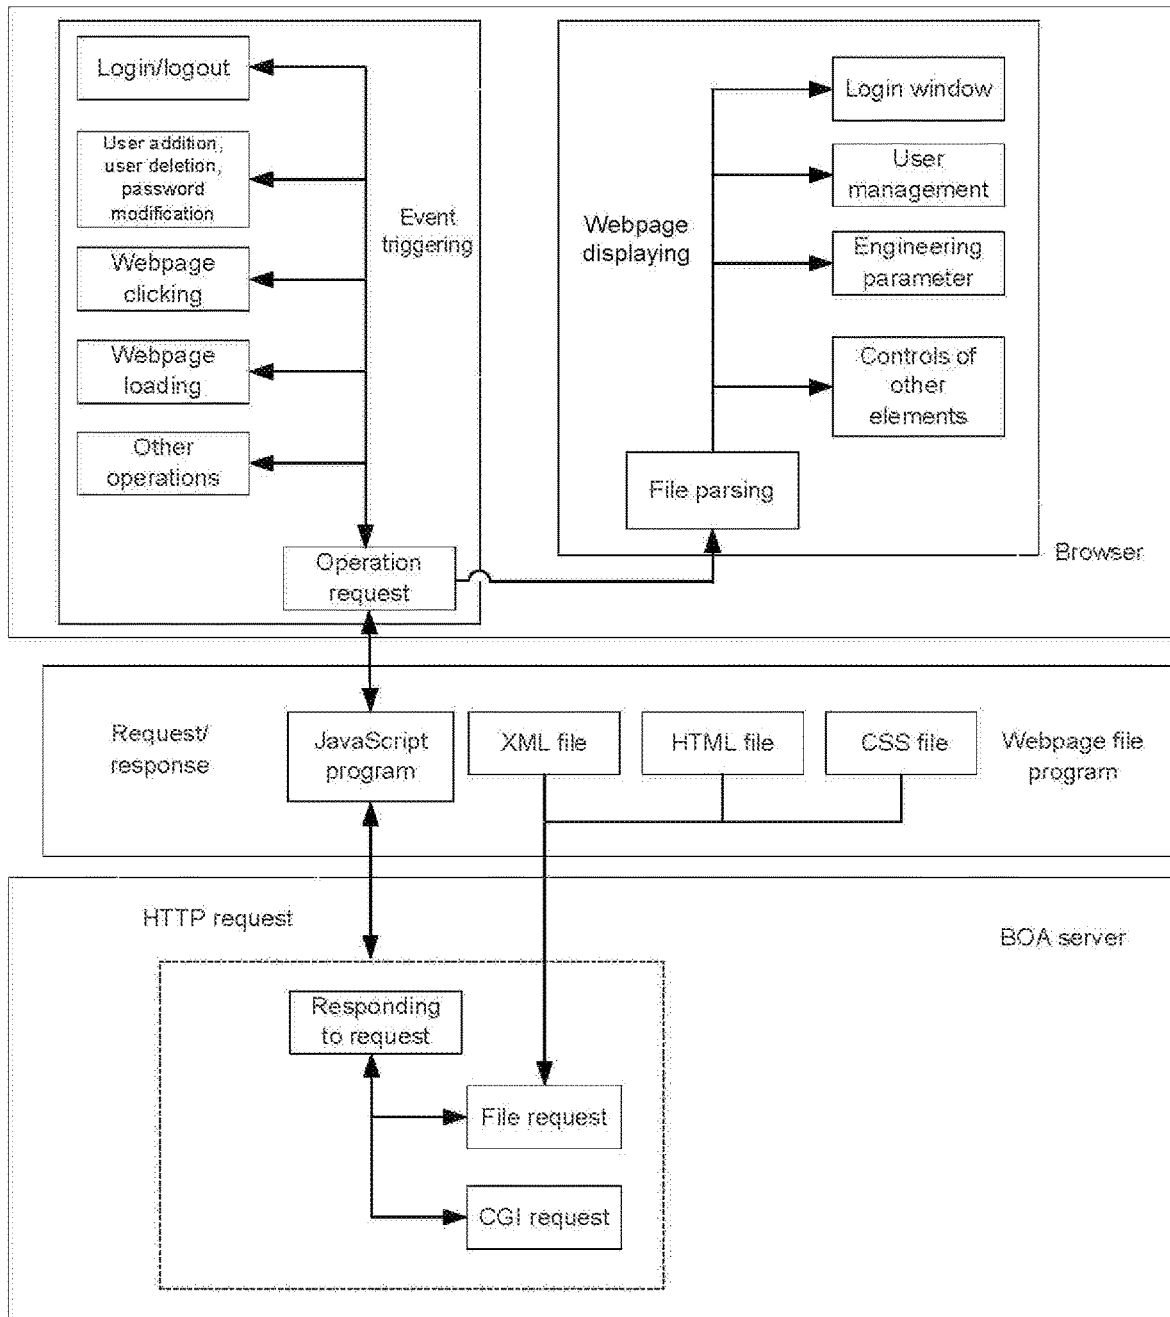 Login/logout
User addition,
user deletion,
password
modification
Webpage
clicking
Webpage
loading
Other
operations
Event
triggering
Operation
request
Webpage
displaying
Login window
User
management
Engineering
parameter
Controls of
other
elements
File parsing
Browser
Request/
response
JavaScript
program
XML file
HTML file
CSS file
Webpage file
program
HTTP request
BOA server
Responding
to request
File request
CGI request